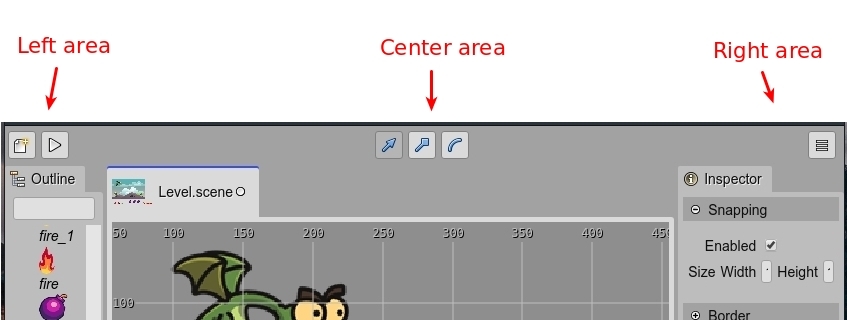 Left area
Center area
Right area
Outline
Level.scene
Inspector
Snapping
50 100 150 200 250 300 350 400 450
fire_1
Enabled
Size Width Height
fire
100
Border